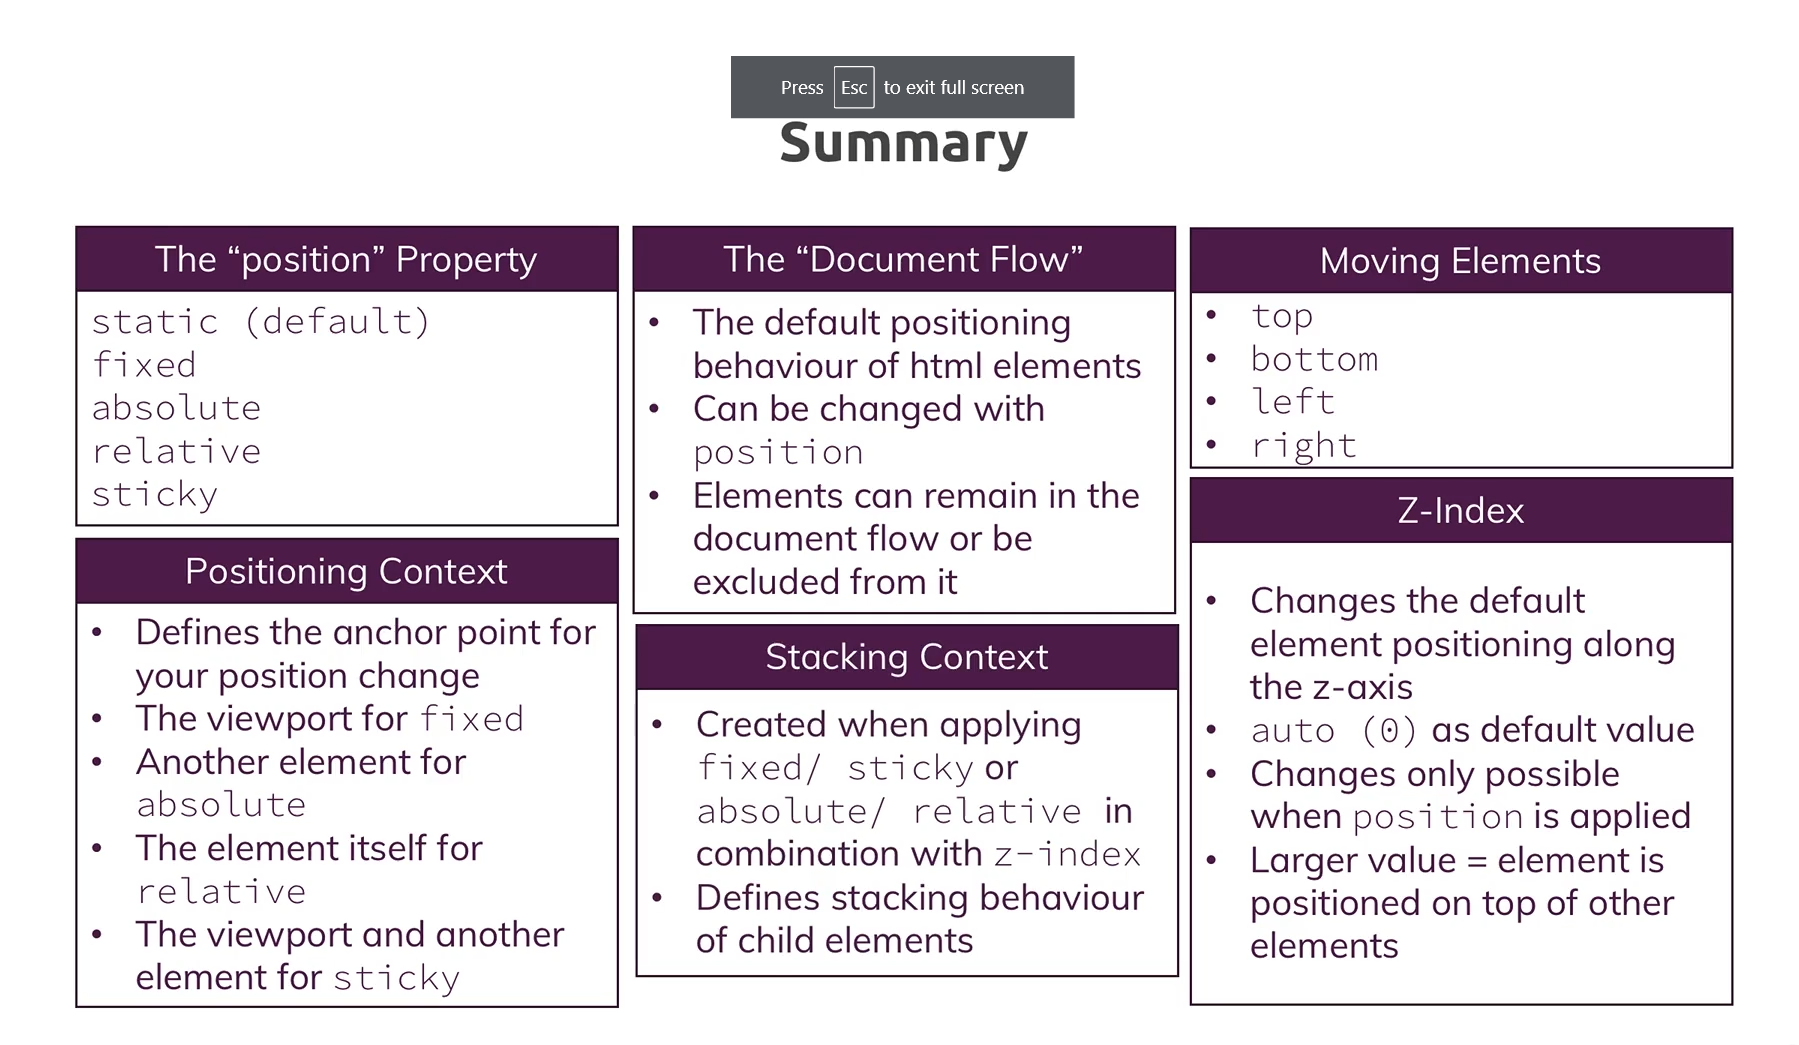 Press Esc to exit full screen
Summary
The “position” Property
static (default)
fixed
absolute
relative
sticky
Positioning Context
• Defines the anchor point for
your position change
• The viewport for fixed
• Another element for
absolute
• The element itself for
relative
• The viewport and another
element for sticky
The “Document Flow”
• The default positioning
behaviour of html elements
• Can be changed with
position
• Elements can remain in the
document flow or be
excluded from it
Stacking Context
• Created when applying
fixed/ sticky or
absolute/ relative in
combination with z-index
• Defines stacking behaviour
of child elements
Moving Elements
• top
• bottom
• left
• right
Z-Index
• Changes the default
element positioning along
the z-axis
• auto (0) as default value
• Changes only possible
when position is applied
• Larger value = element is
positioned on top of other
elements